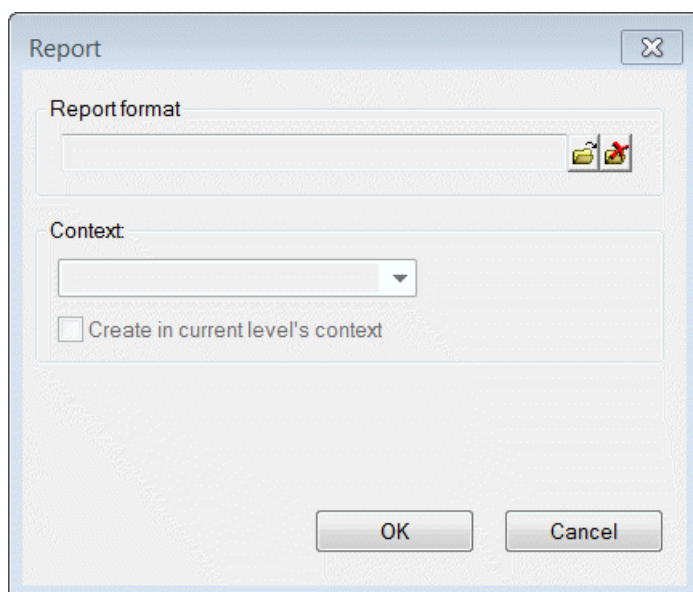 Report
Report format
Context:
Create in current level's context
OK
Cancel